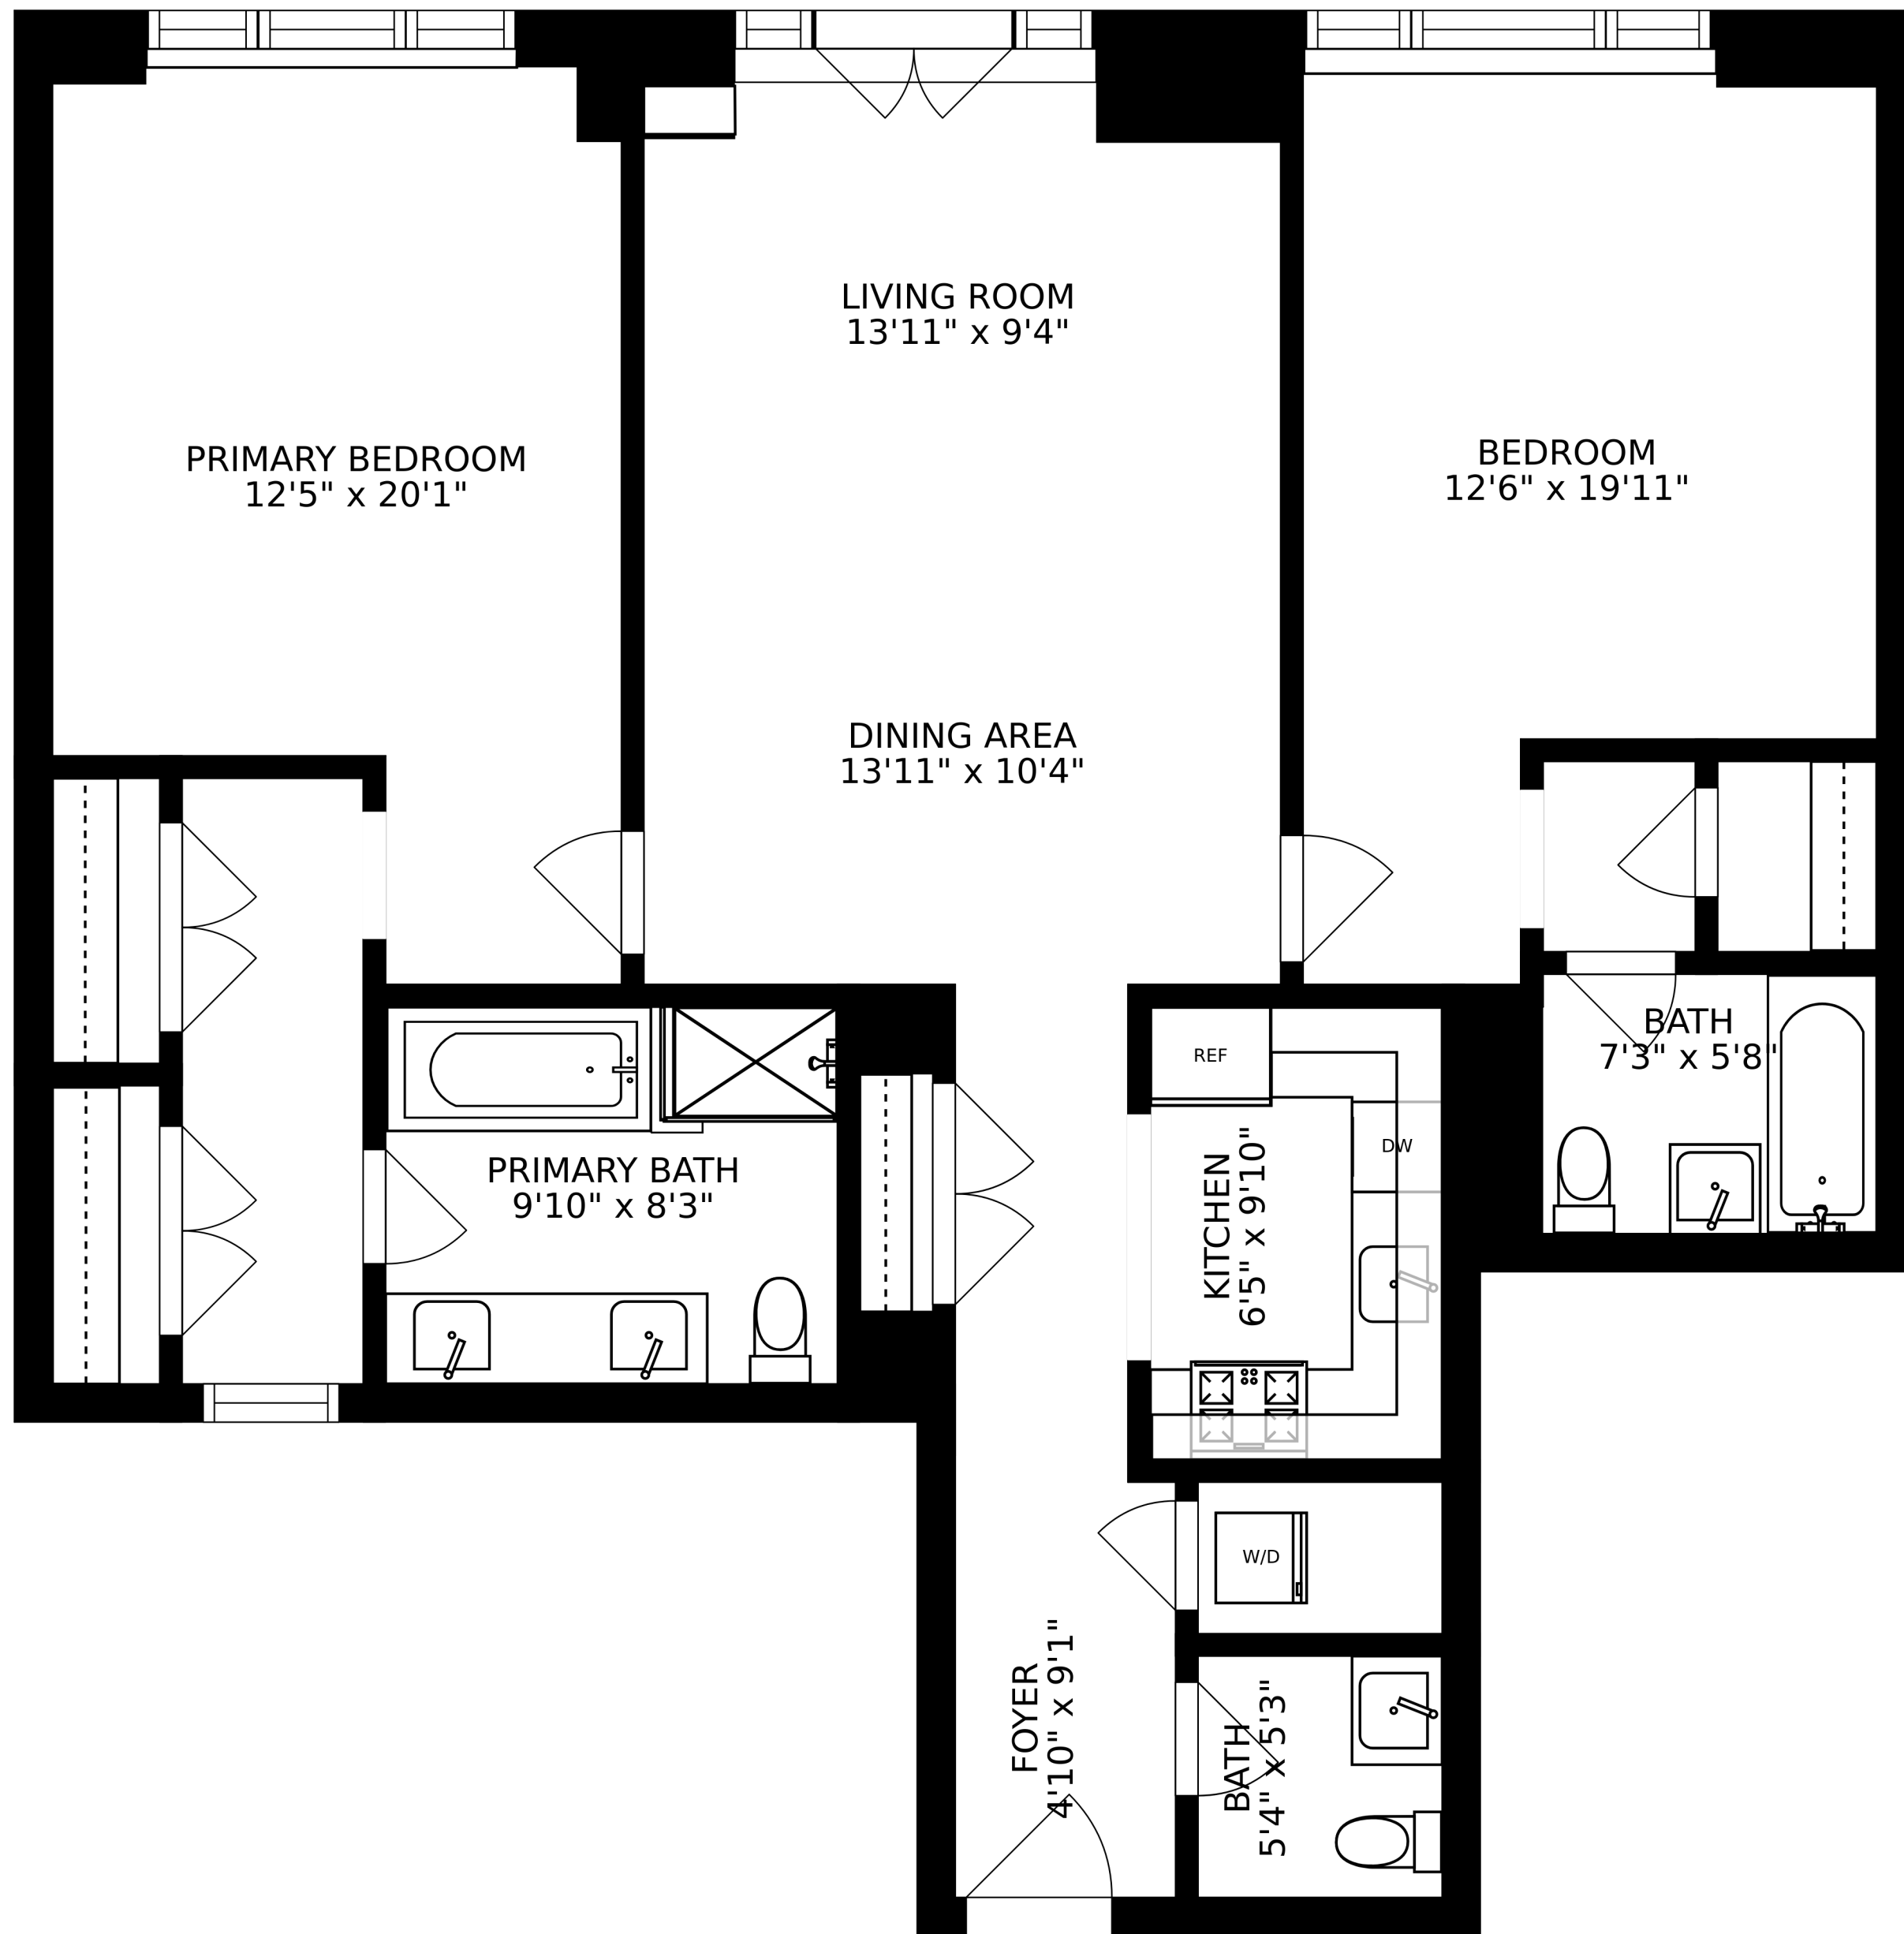 LIVING ROOM
13'11" x 9'4"
PRIMARY BEDROOM
12'5" x 20'1"
BEDROOM
12'6" x 19'11"
DINING AREA
13'11" x 10'4"
BATH
7'3" x 5'8"
REF
DW
PRIMARY BATH
9'10" x 8'3"
KITCHEN
6'5" x 9'10"
W/D
FOYER
4'10" x 9'1"
BATH
5'4" x 5'3"